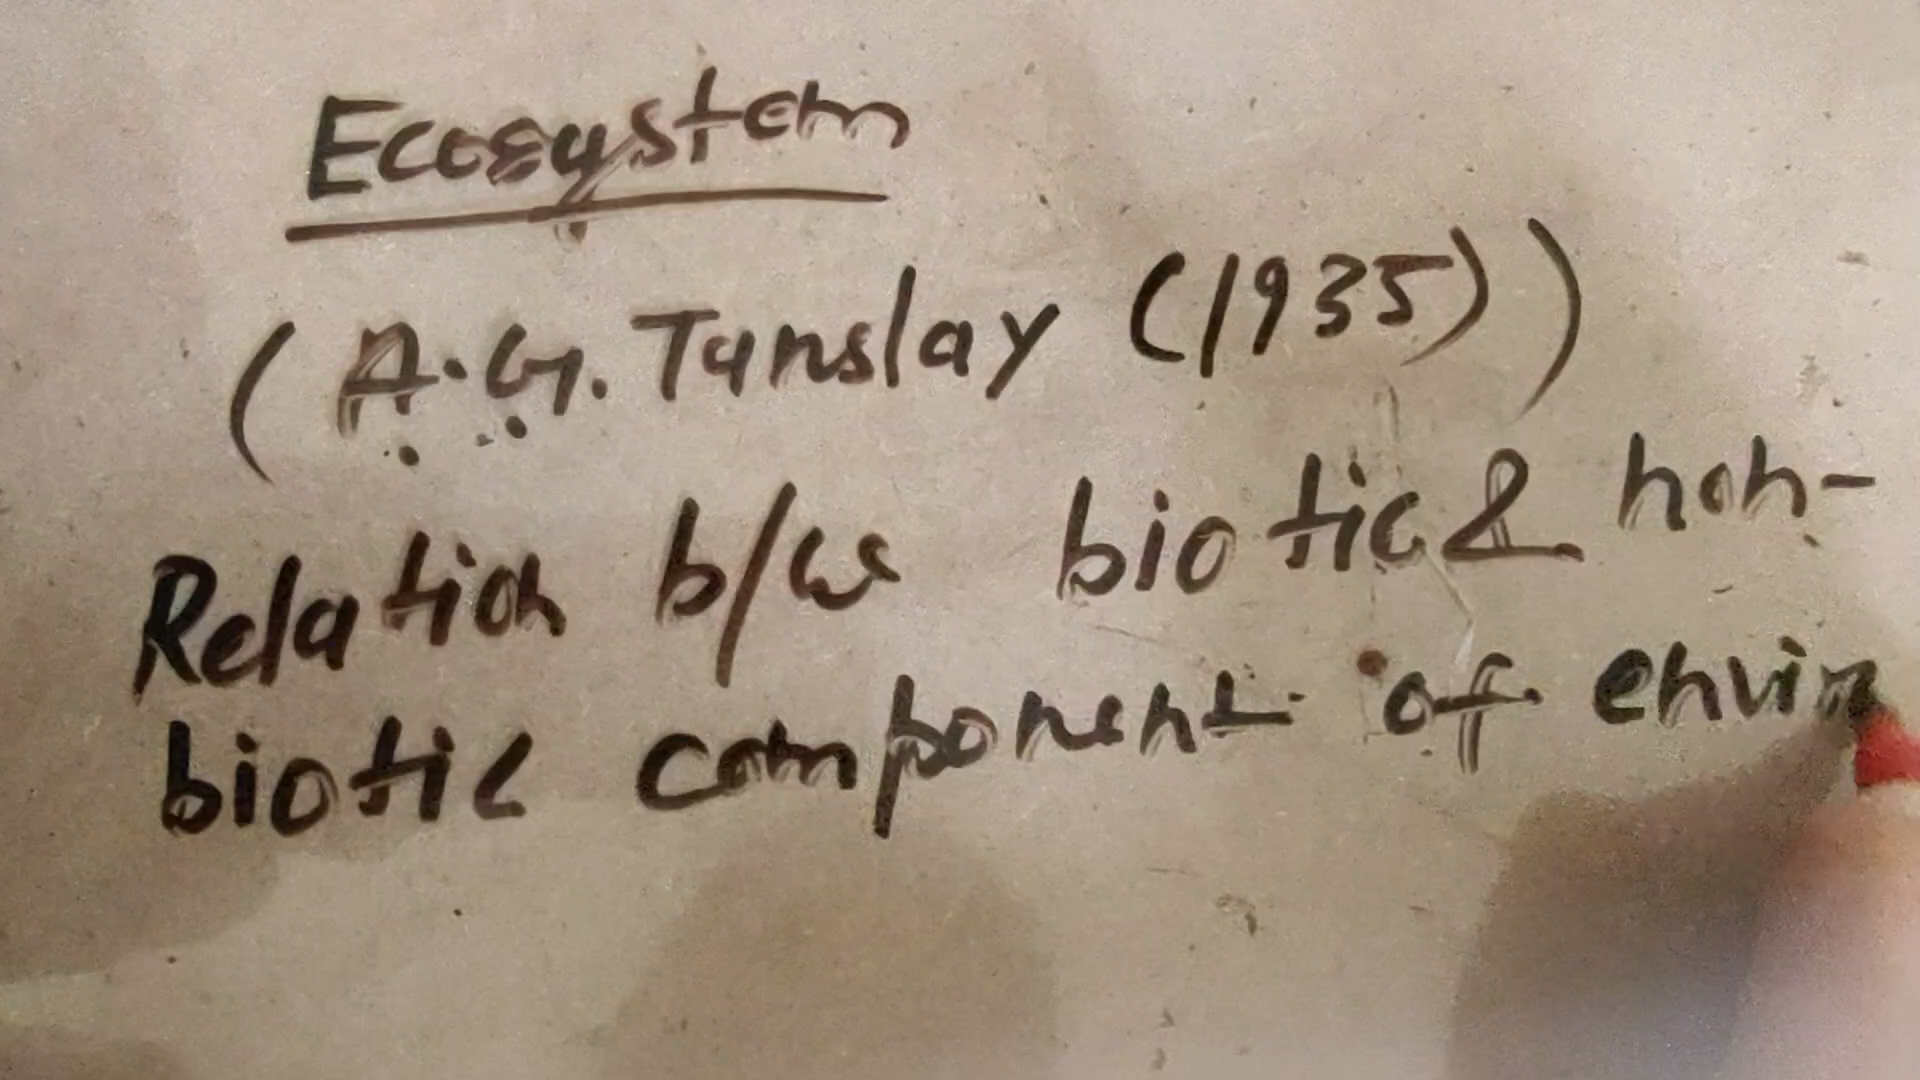 Ecosystem
(A.G. Tanslay (1935))
Relation b/w biotic & non-
biotic component of envir